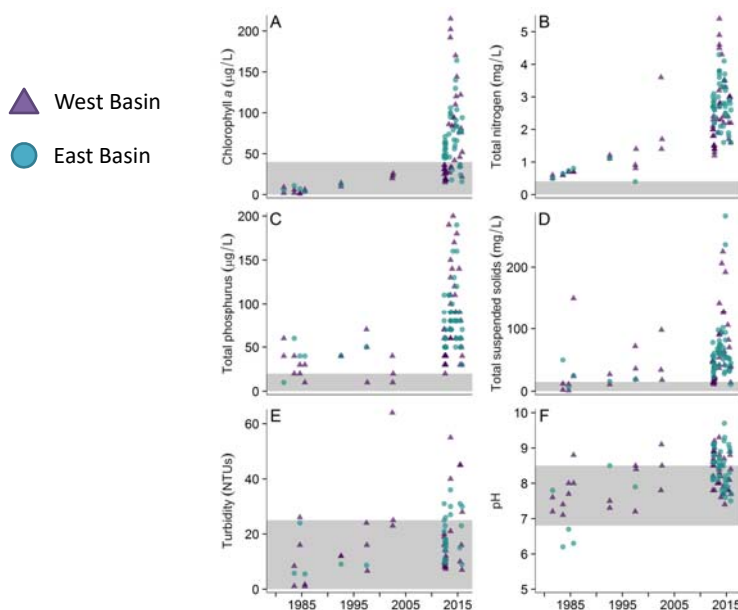 West Basin
East Basin
A
Chlorophyll a (µg/L)
200
150
100
50
0
B
Total nitrogen (mg/L)
5
4
3
2
1
0
C
Total phosphurus (µg/L)
200
150
100
50
0
D
Total suspended solids (mg/L)
200
100
0
E
Turbidity (NTUs)
60
40
20
0
1985 1995 2005 2015
F
pH
10
9
8
7
6
5
1985 1995 2005 2015